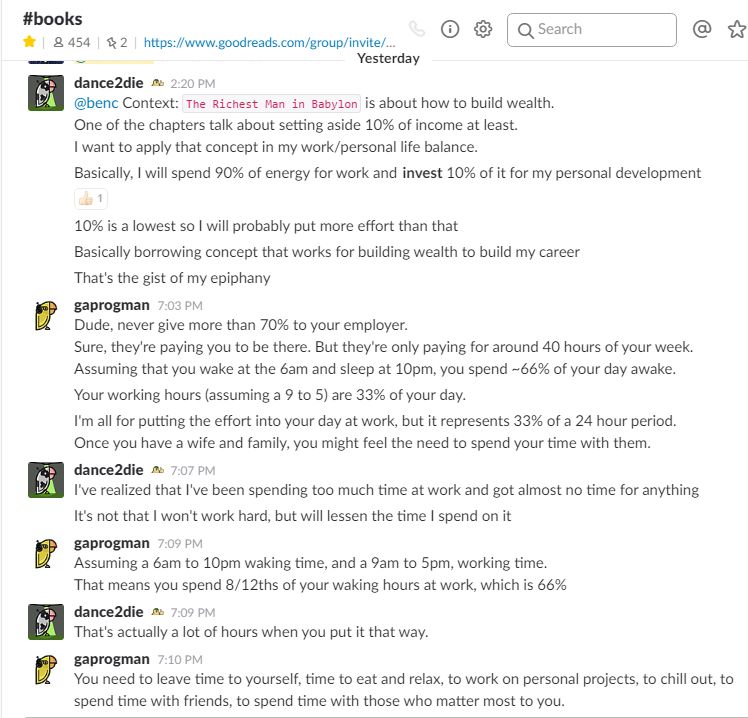 #books
454 | 2 | https://www.goodreads.com/group/invite/...
Search
Yesterday
dance2die 2:20 PM
@benc Context: The Richest Man in Babylon is about how to build wealth.
One of the chapters talk about setting aside 10% of income at least.
I want to apply that concept in my work/personal life balance.
Basically, I will spend 90% of energy for work and invest 10% of it for my personal development
1
10% is a lowest so I will probably put more effort than that
Basically borrowing concept that works for building wealth to build my career
That's the gist of my epiphany
gaprogman 7:03 PM
Dude, never give more than 70% to your employer.
Sure, they're paying you to be there. But they're only paying for around 40 hours of your week.
Assuming that you wake at the 6am and sleep at 10pm, you spend ~66% of your day awake.
Your working hours (assuming a 9 to 5) are 33% of your day.
I'm all for putting the effort into your day at work, but it represents 33% of a 24 hour period.
Once you have a wife and family, you might feel the need to spend your time with them.
dance2die 7:07 PM
I've realized that I've been spending too much time at work and got almost no time for anything
It's not that I won't work hard, but will lessen the time I spend on it
gaprogman 7:09 PM
Assuming a 6am to 10pm waking time, and a 9am to 5pm, working time.
That means you spend 8/12ths of your waking hours at work, which is 66%
dance2die 7:09 PM
That's actually a lot of hours when you put it that way.
gaprogman 7:10 PM
You need to leave time to yourself, time to eat and relax, to work on personal projects, to chill out, to
spend time with friends, to spend time with those who matter most to you.